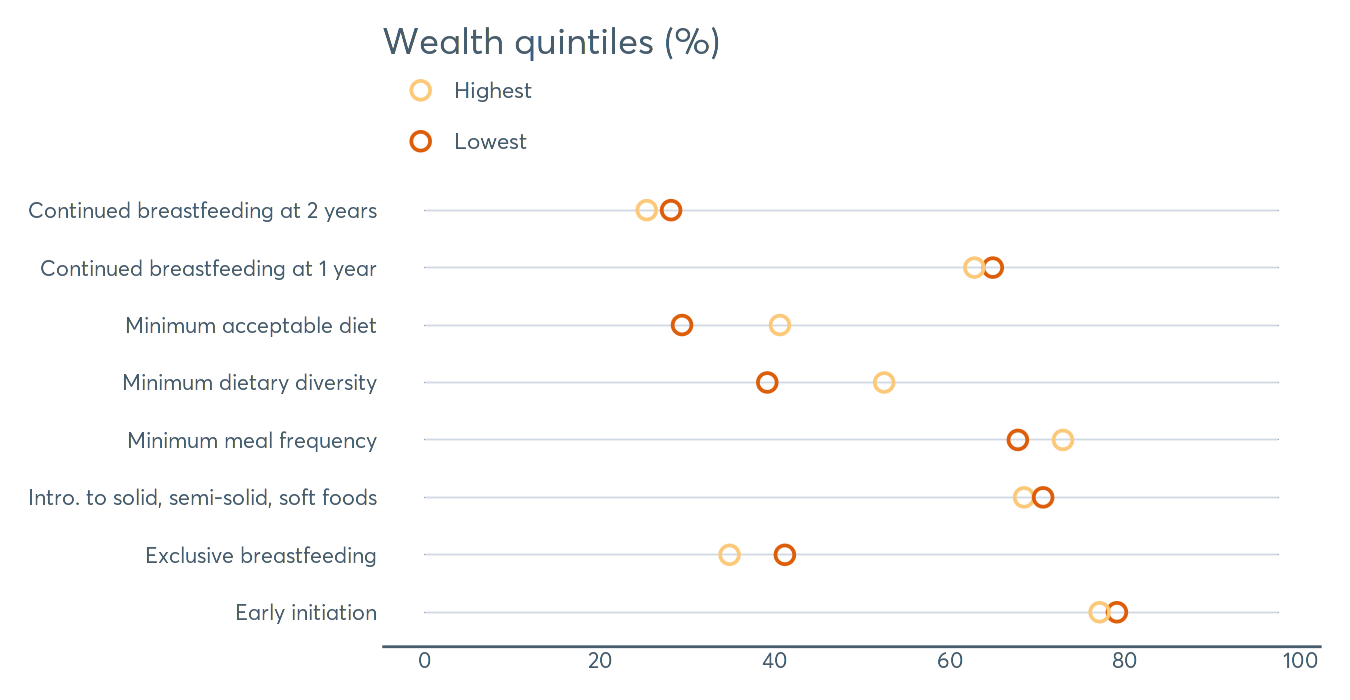 Wealth quintiles (%)
Highest
Lowest
Continued breastfeeding at 2 years
Continued breastfeeding at 1 year
Minimum acceptable diet
Minimum dietary diversity
Minimum meal frequency
Intro. to solid, semi-solid, soft foods
Exclusive breastfeeding
Early initiation
0 20 40 60 80 100